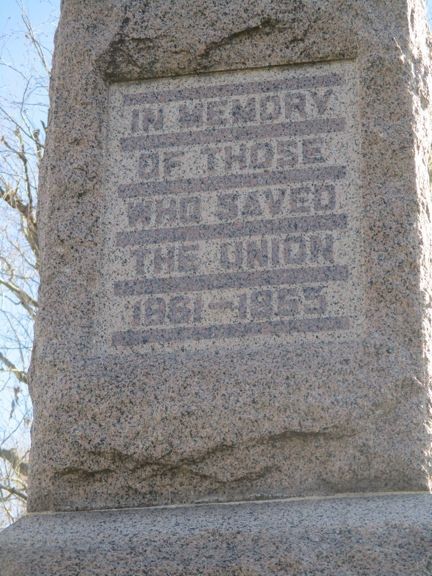 IN MEMORY
OF THOSE
WHO SAVED
THE UNION
1861-1865